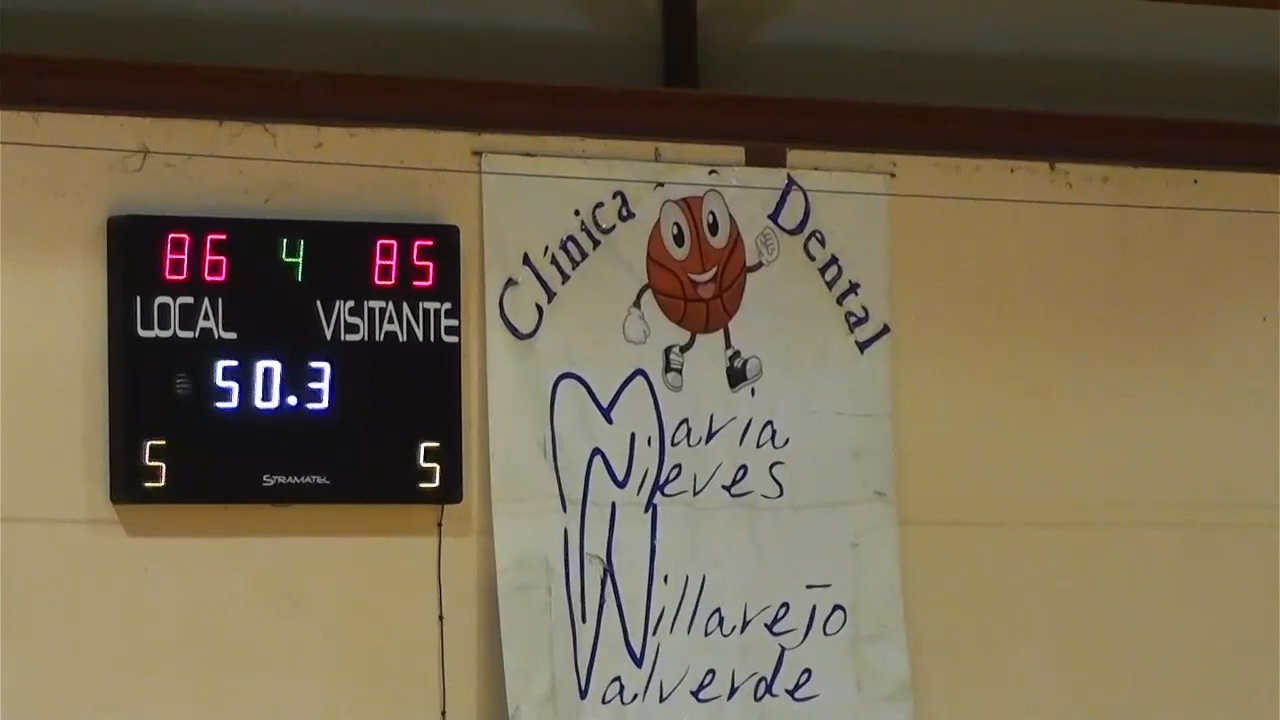 86 4 85
LOCAL VISITANTE
50.3
5 5
STRAMATEL
Clínica Dental
Maria
Nieves
Villarejo
Valverde